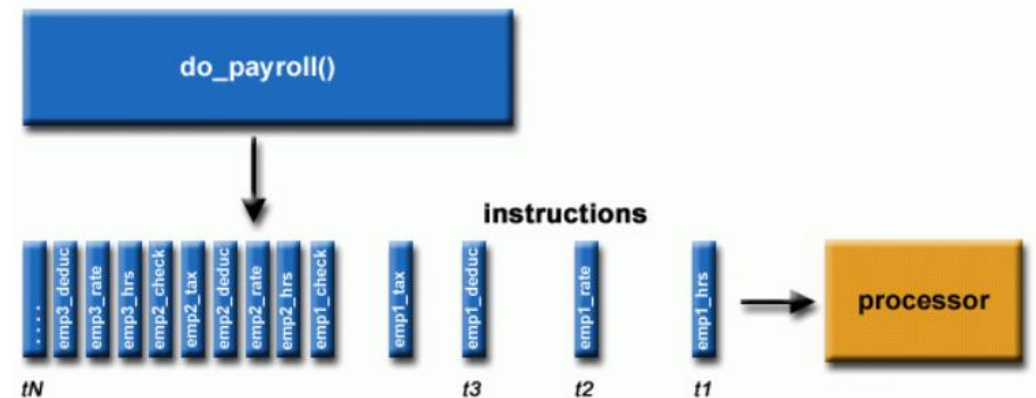 do_payroll()
instructions
....
emp3_deduc
emp3_rate
emp3_hrs
emp2_check
emp2_tax
emp2_deduc
emp2_rate
emp2_hrs
emp1_check
emp1_tax
emp1_deduc
emp1_rate
emp1_hrs
processor
tN t3 t2 t1